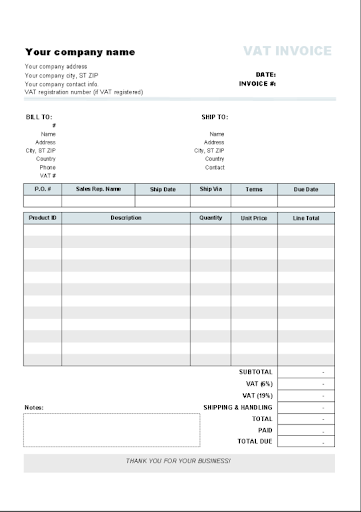 Your company name VAT INVOICE
Your company address
Your company city, ST ZIP DATE:
Your company contact info INVOICE #:
VAT registration number (if VAT registered)
BILL TO: SHIP TO:
#
Name Name
Address Address
City, ST ZIP City, ST ZIP
Country Country
Phone Contact
VAT #
P.O. # Sales Rep. Name Ship Date Ship Via Terms Due Date
Product ID Description Quantity Unit Price Line Total
SUBTOTAL -
VAT (6%) -
VAT (19%) -
Notes: SHIPPING & HANDLING -
TOTAL -
PAID -
TOTAL DUE -
THANK YOU FOR YOUR BUSINESS!